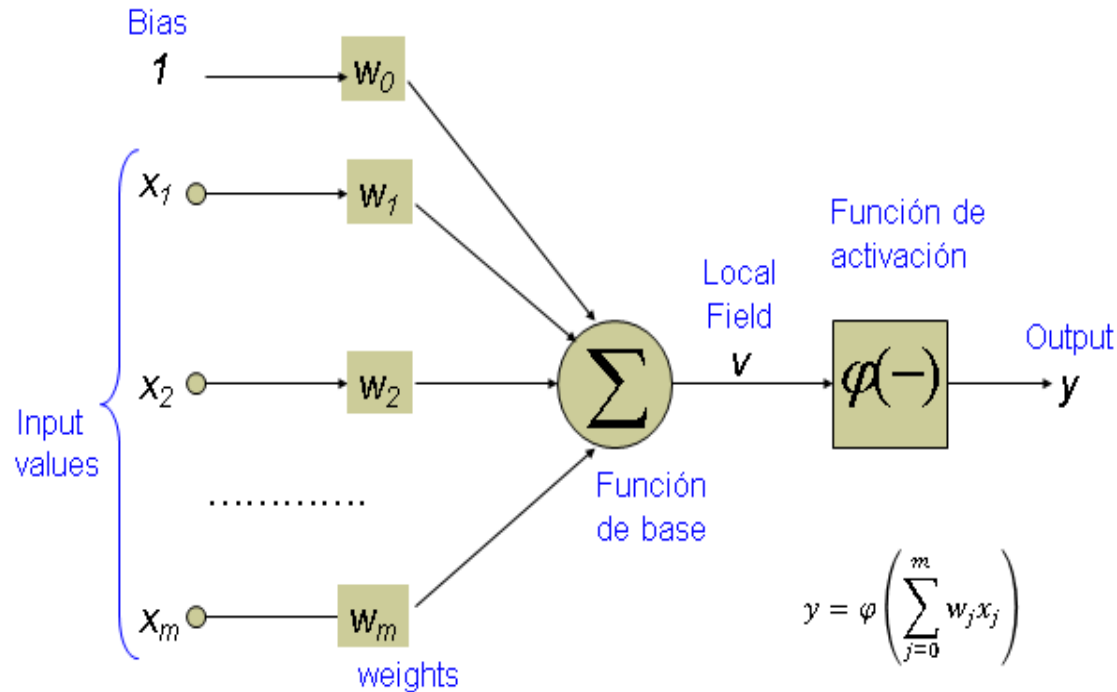 Bias
1
w0
x1
w1
Función de
activación
Local
Field
v
Output
x2
w2
∑
φ(−)
y
Input
values
.............
Función
de base
xm
wm
weights
y = φ(∑_{j=0}^{m} w_j x_j)